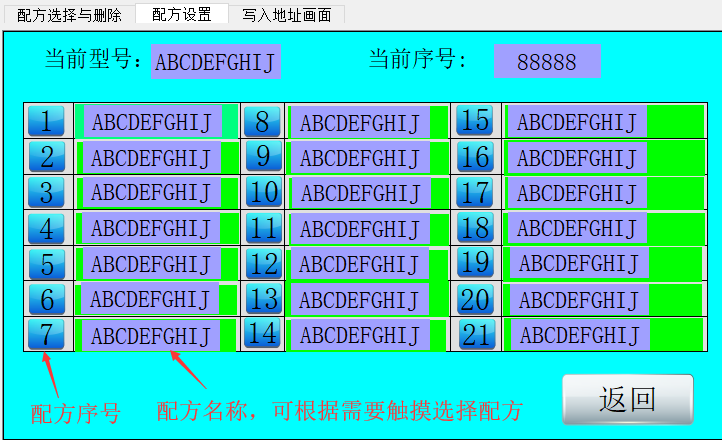 配方选择与删除 配方设置 写入地址画面
当前型号: ABCDEFGHIJ 当前序号: 88888
1 ABCDEFGHIJ 8 ABCDEFGHIJ 15 ABCDEFGHIJ
2 ABCDEFGHIJ 9 ABCDEFGHIJ 16 ABCDEFGHIJ
3 ABCDEFGHIJ 10 ABCDEFGHIJ 17 ABCDEFGHIJ
4 ABCDEFGHIJ 11 ABCDEFGHIJ 18 ABCDEFGHIJ
5 ABCDEFGHIJ 12 ABCDEFGHIJ 19 ABCDEFGHIJ
6 ABCDEFGHIJ 13 ABCDEFGHIJ 20 ABCDEFGHIJ
7 ABCDEFGHIJ 14 ABCDEFGHIJ 21 ABCDEFGHIJ
配方序号 配方名称，可根据需要触摸选择配方
返回